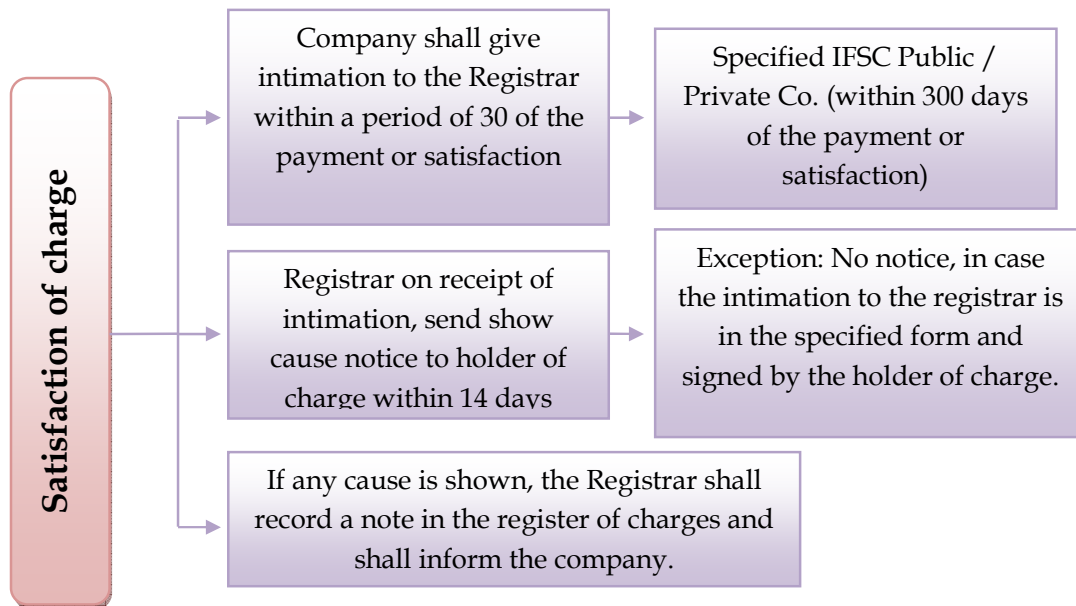 Satisfaction of charge
Company shall give
intimation to the Registrar
within a period of 30 of the
payment or satisfaction
Specified IFSC Public /
Private Co. (within 300 days
of the payment or
satisfaction)
Registrar on receipt of
intimation, send show
cause notice to holder of
charge within 14 days
Exception: No notice, in case
the intimation to the registrar is
in the specified form and
signed by the holder of charge.
If any cause is shown, the Registrar shall
record a note in the register of charges and
shall inform the company.